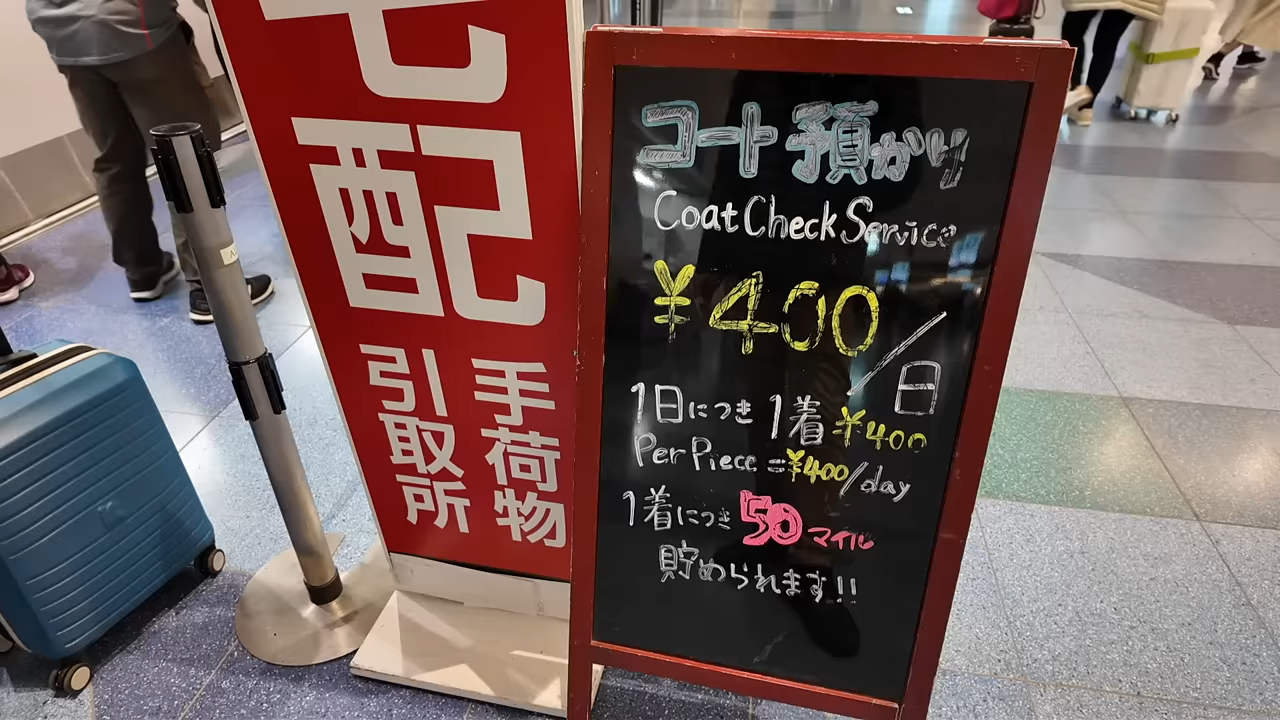 宅
配
手荷物
引取所
コート預かり
Coat Check Service
¥400/日
1日につき1着¥400
Per Piece = ¥400/day
1着につき50マイル
貯められます!!